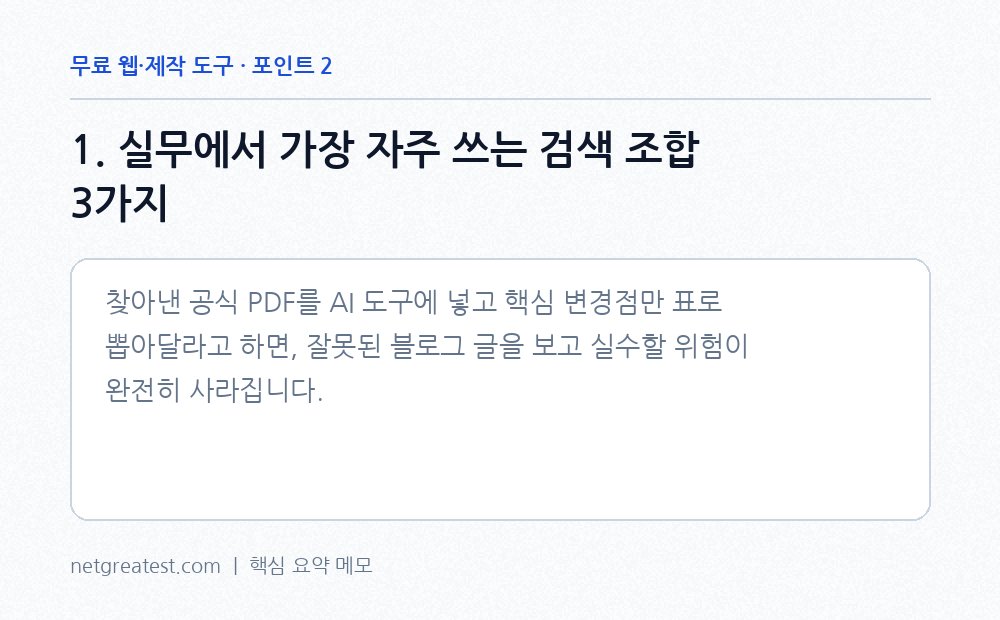 무료 웹·제작 도구 · 포인트 2
1. 실무에서 가장 자주 쓰는 검색 조합
3가지
찾아낸 공식 PDF를 AI 도구에 넣고 핵심 변경점만 표로
뽑아달라고 하면, 잘못된 블로그 글을 보고 실수할 위험이
완전히 사라집니다.
netgreatest.com | 핵심 요약 메모